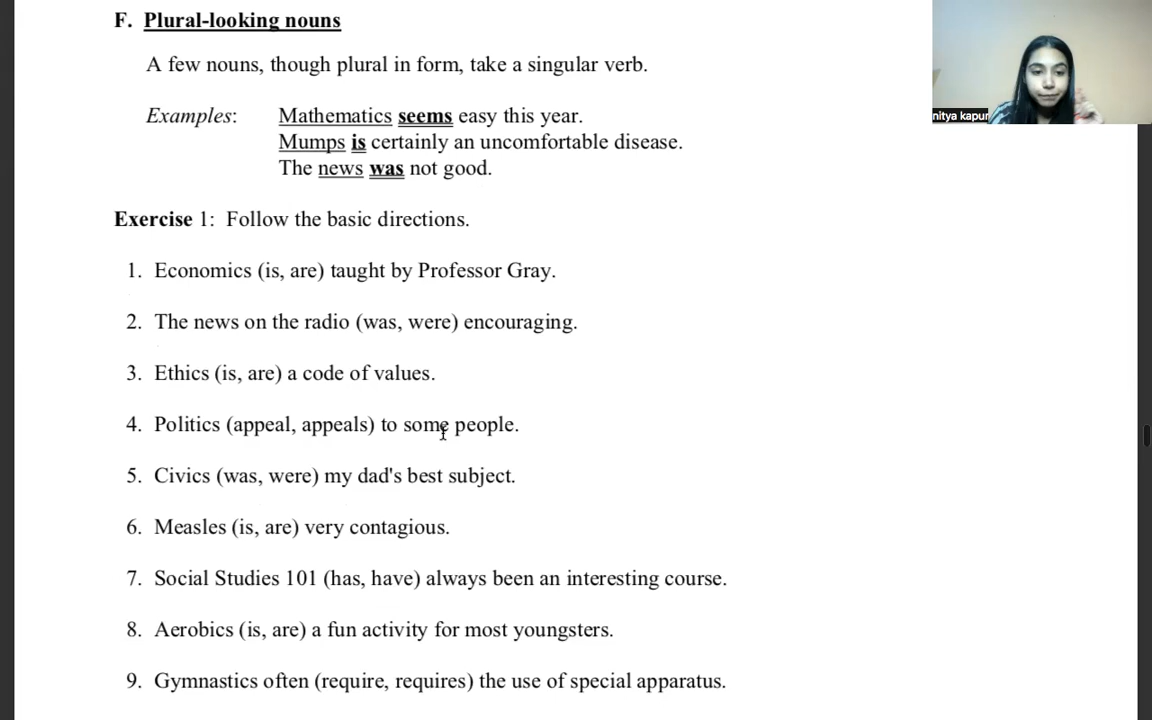 F. Plural-looking nouns
A few nouns, though plural in form, take a singular verb.
Examples: Mathematics seems easy this year.
Mumps is certainly an uncomfortable disease.
The news was not good.
Exercise 1: Follow the basic directions.
1. Economics (is, are) taught by Professor Gray.
2. The news on the radio (was, were) encouraging.
3. Ethics (is, are) a code of values.
4. Politics (appeal, appeals) to some people.
5. Civics (was, were) my dad's best subject.
6. Measles (is, are) very contagious.
7. Social Studies 101 (has, have) always been an interesting course.
8. Aerobics (is, are) a fun activity for most youngsters.
9. Gymnastics often (require, requires) the use of special apparatus.
nitya kapur